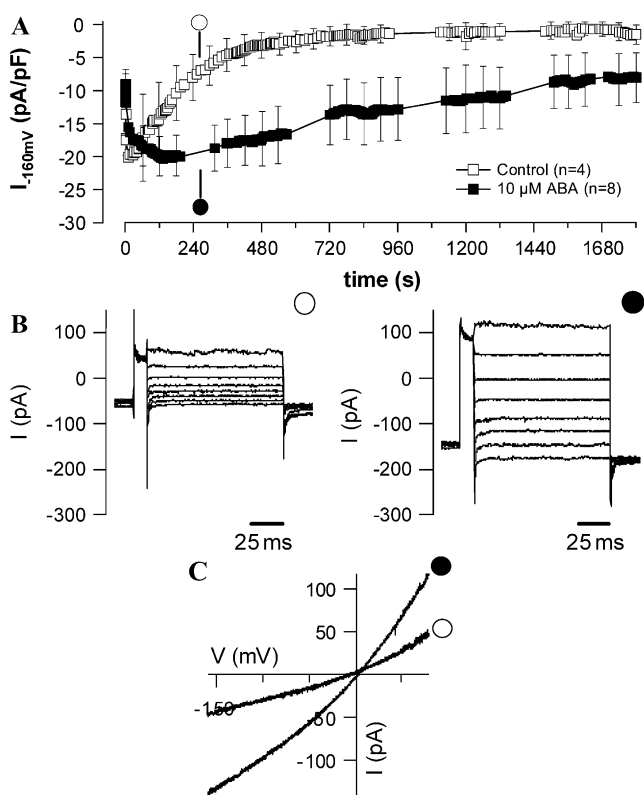 A
I-160mV (pA/pF)
0
-5
-10
-15
-20
-25
-30
Control (n=4)
10 µM ABA (n=8)
0 240 480 720 960 1200 1440 1680
time (s)
B
I (pA)
100
0
-100
-200
-300
25 ms
I (pA)
100
0
-100
-200
-300
25 ms
C
100
50
V (mV)
-150
-50
-100
I (pA)